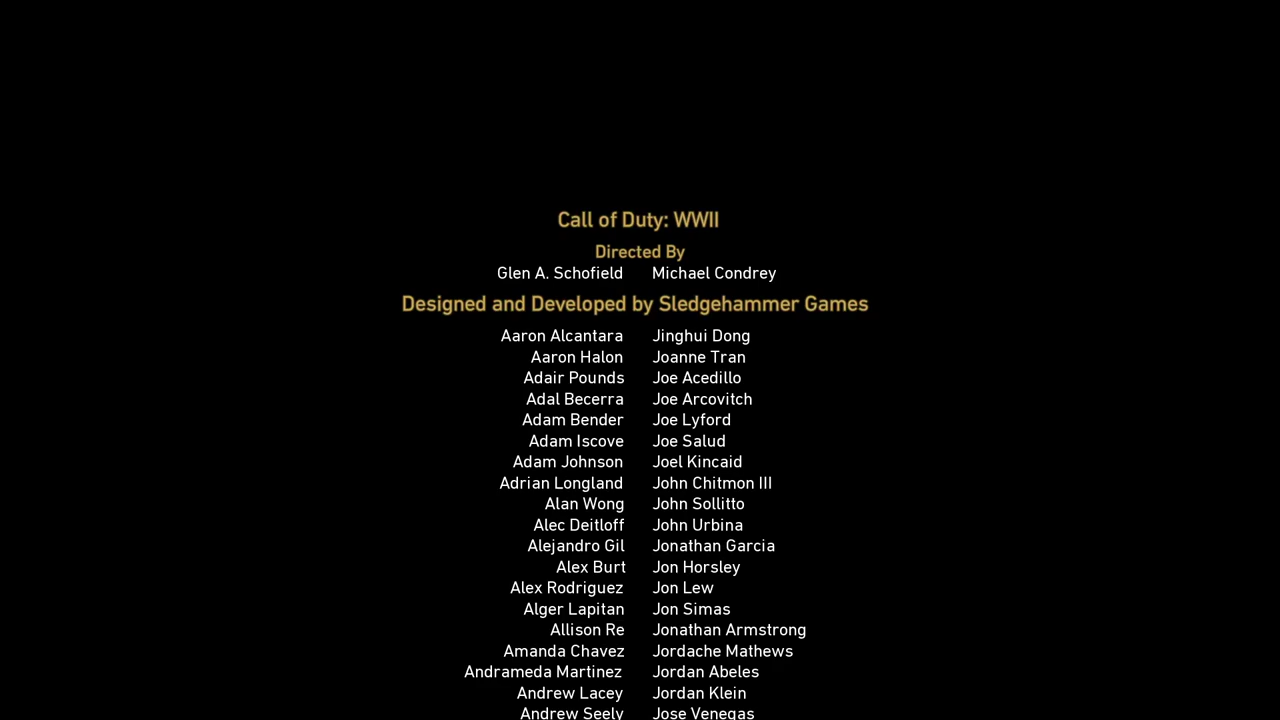 Call of Duty: WWII
Directed By
Glen A. Schofield Michael Condrey
Designed and Developed by Sledgehammer Games
Aaron Alcantara Jinghui Dong
Aaron Halon Joanne Tran
Adair Pounds Joe Acedillo
Adal Becerra Joe Arcovitch
Adam Bender Joe Lyford
Adam Iscove Joe Salud
Adam Johnson Joel Kincaid
Adrian Longland John Chitmon III
Alan Wong John Sollitto
Alec Deitloff John Urbina
Alejandro Gil Jonathan Garcia
Alex Burt Jon Horsley
Alex Rodriguez Jon Lew
Alger Lapitan Jon Simas
Allison Re Jonathan Armstrong
Amanda Chavez Jordache Mathews
Andrameda Martinez Jordan Abeles
Andrew Lacey Jordan Klein
Andrew Seely Jose Venegas